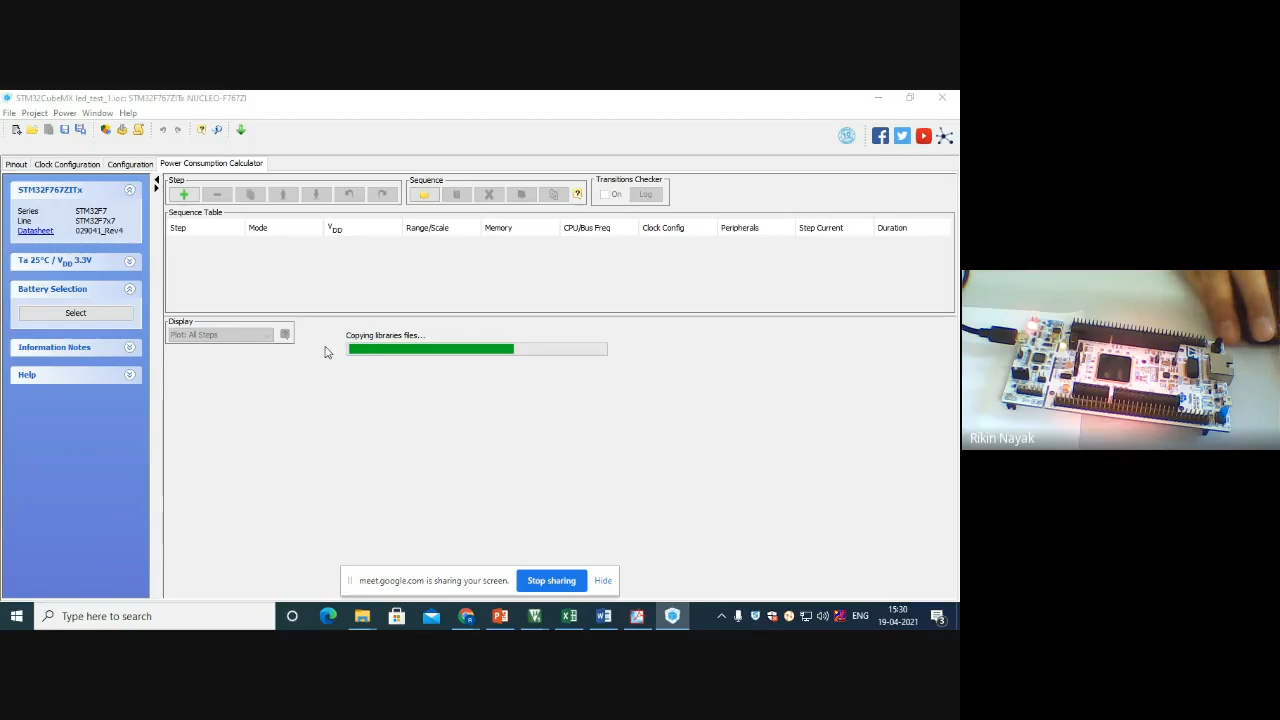 STM32CubeMX led_test_1.ioc: STM32F767ZITx NUCLEO-F767ZI
File Project Power Window Help
Pinout Clock Configuration Configuration Power Consumption Calculator
STM32F767ZITx
Series STM32F7
Line STM32F7x7
Datasheet 029041_Rev4
Ta 25°C / VDD 3.3V
Battery Selection
Select
Information Notes
Help
Step Sequence Transitions Checker
On Log
Sequence Table
Step Mode VDD Range/Scale Memory CPU/Bus Freq Clock Config Peripherals Step Current Duration
Display
Plot: All Steps
Copying libraries files...
meet.google.com is sharing your screen. Stop sharing Hide
Type here to search
ENG
15:30
19-04-2021
3
Rikin Nayak